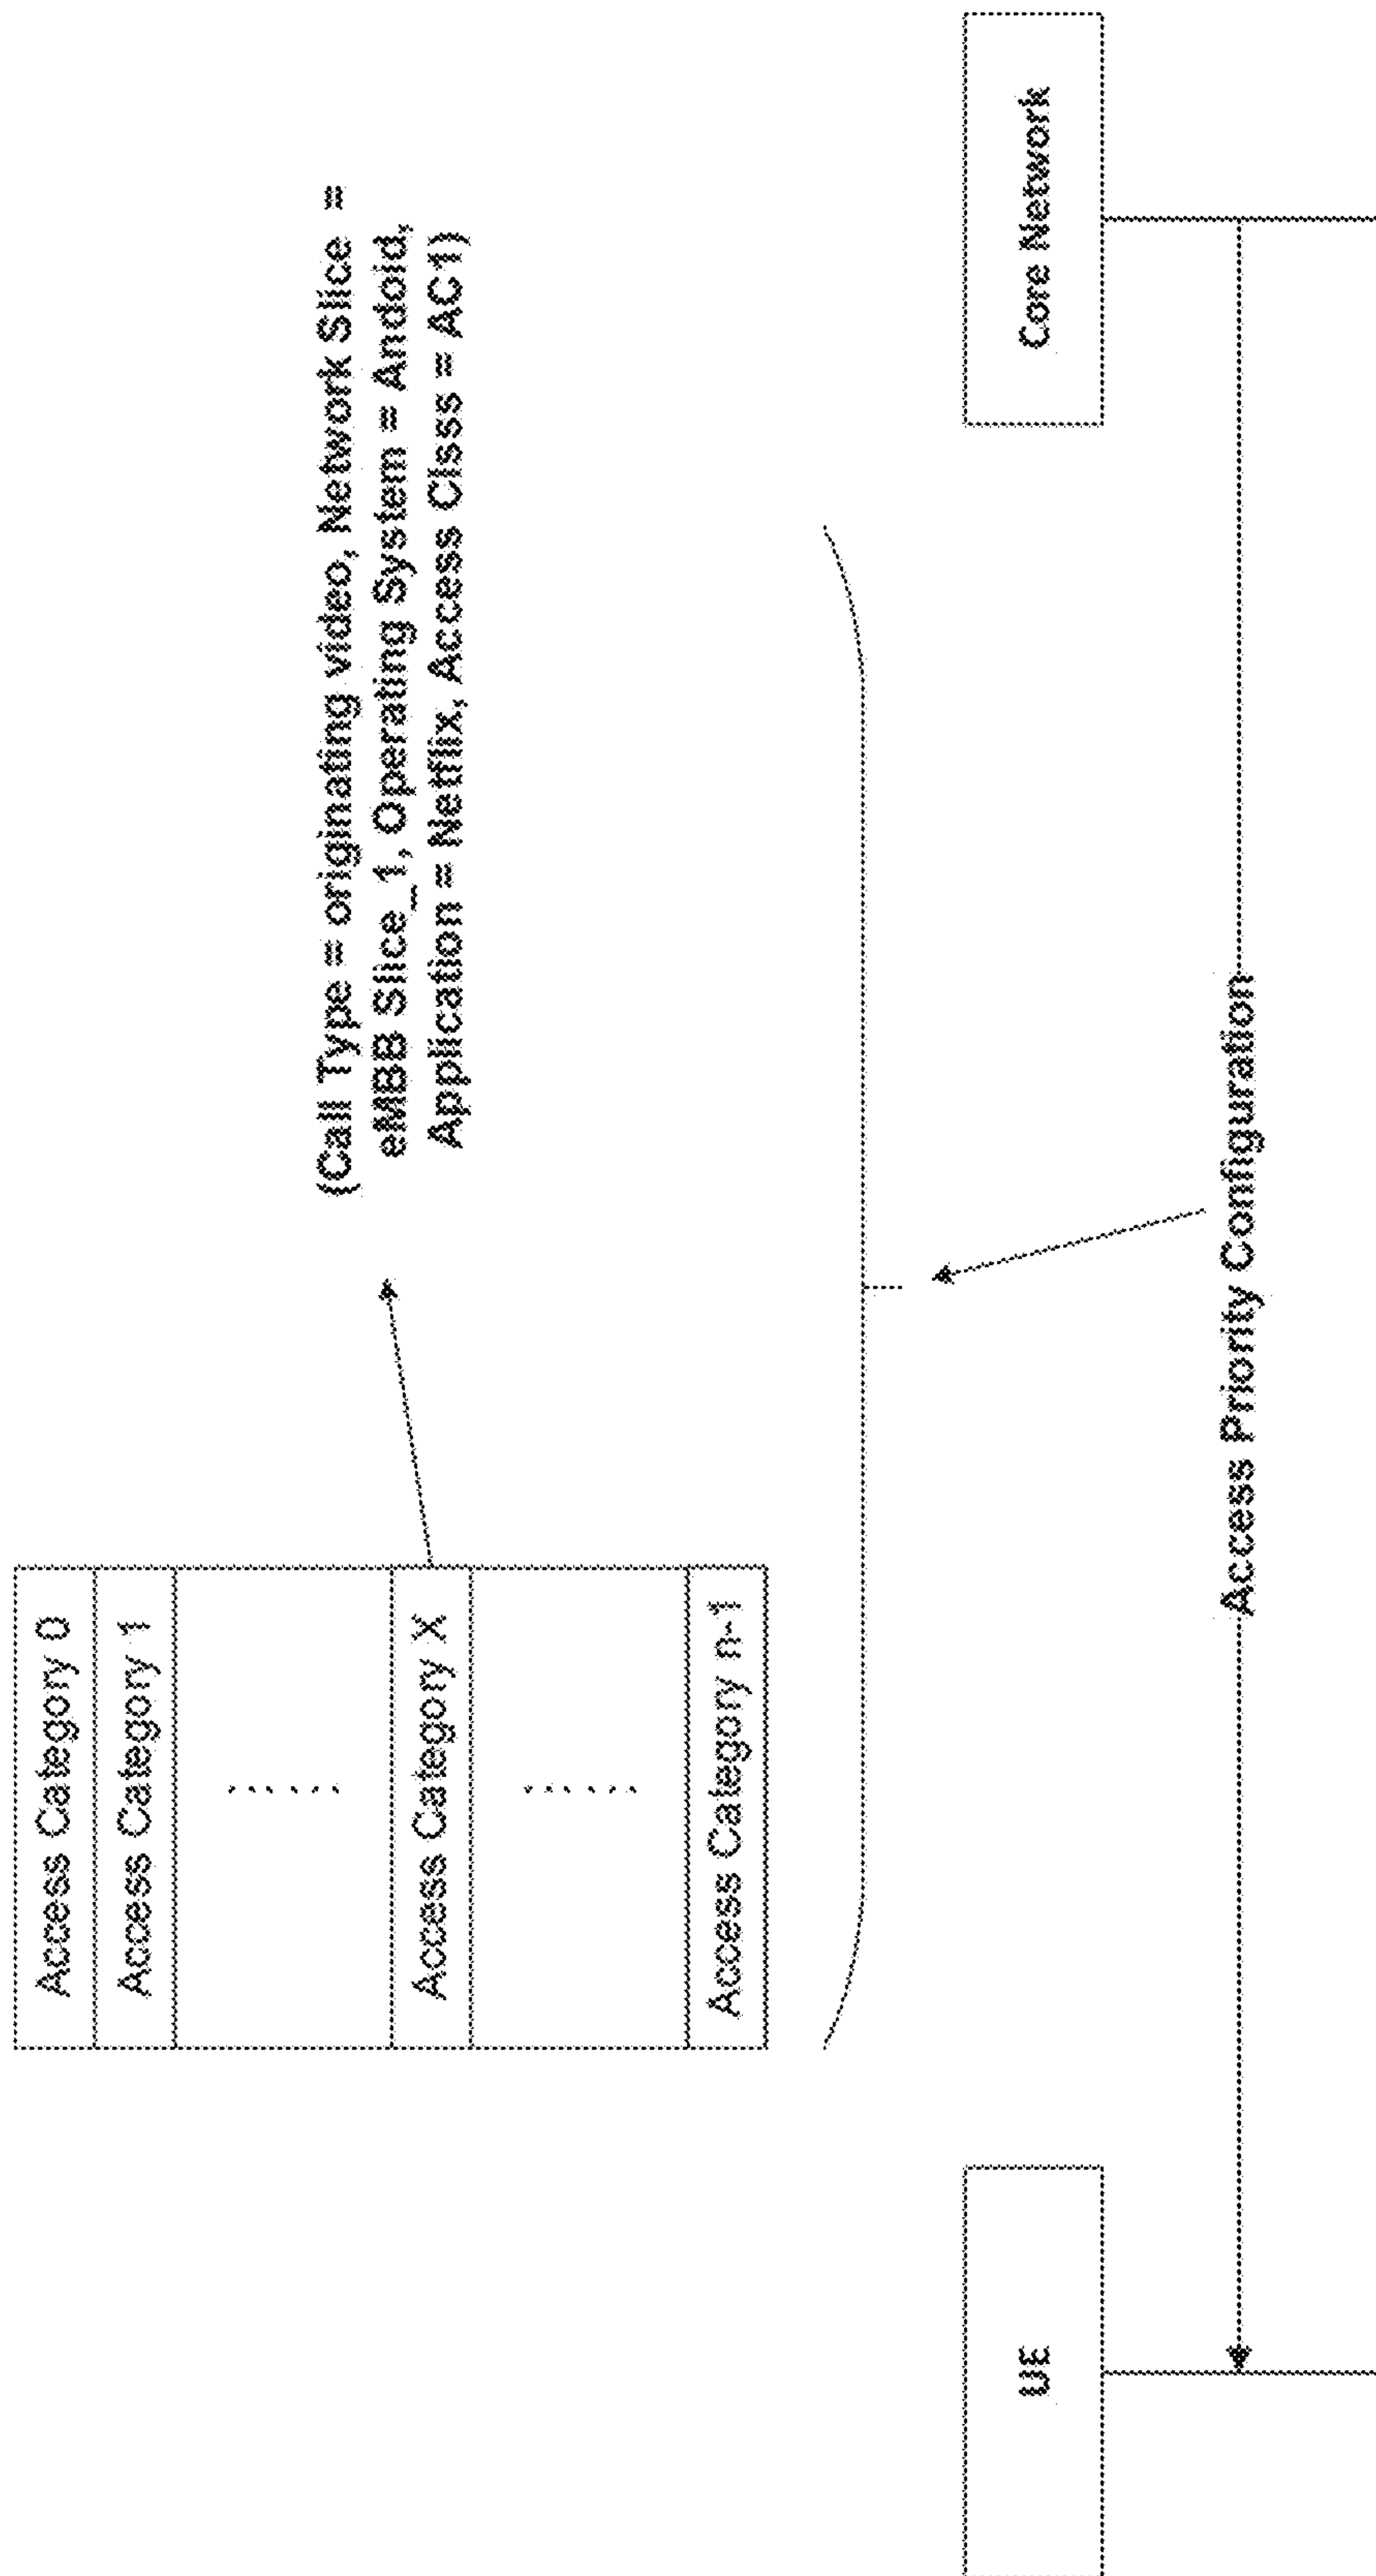 Access Category 0
Access Category 1
......
Access Category X
......
Access Category n-1
(Call Type = originating video, Network Slice =
eMBB Slice_1, Operating System = Andoid,
Application = Netflix, Access Clsss = AC1)
UE
Core Network
Access Priority Configuration